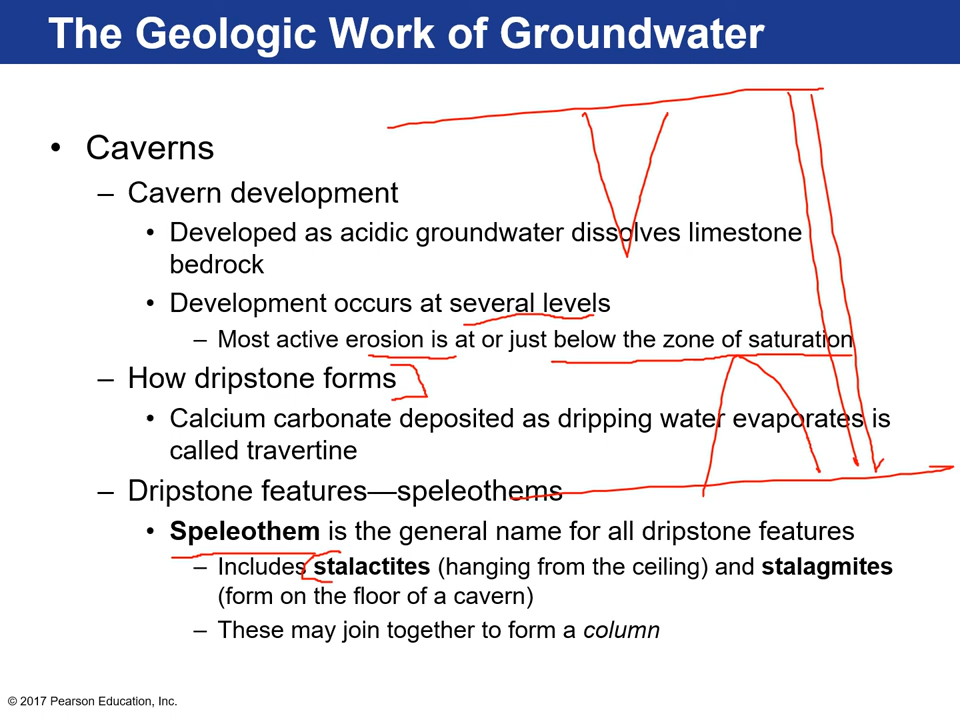 The Geologic Work of Groundwater
• Caverns
– Cavern development
• Developed as acidic groundwater dissolves limestone
bedrock
• Development occurs at several levels
– Most active erosion is at or just below the zone of saturation
– How dripstone forms
• Calcium carbonate deposited as dripping water evaporates is
called travertine
– Dripstone features—speleothems
• Speleothem is the general name for all dripstone features
– Includes stalactites (hanging from the ceiling) and stalagmites
(form on the floor of a cavern)
– These may join together to form a column
© 2017 Pearson Education, Inc.